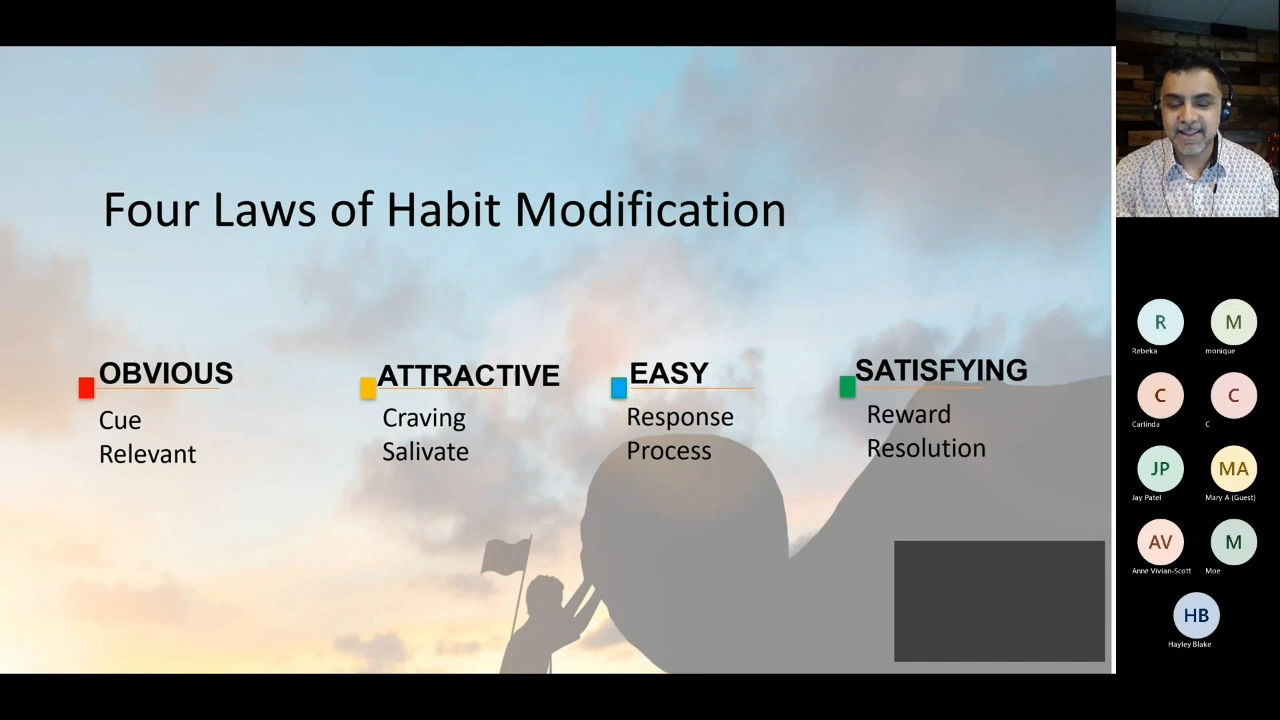 Four Laws of Habit Modification
OBVIOUS
Cue
Relevant
ATTRACTIVE
Craving
Salivate
EASY
Response
Process
SATISFYING
Reward
Resolution
R
Rebeka
M
monique
C
Carlinda
C
C
JP
Jay Patel
MA
Mary A (Guest)
AV
Anne Vivian-Scott
M
Moe
HB
Hayley Blake